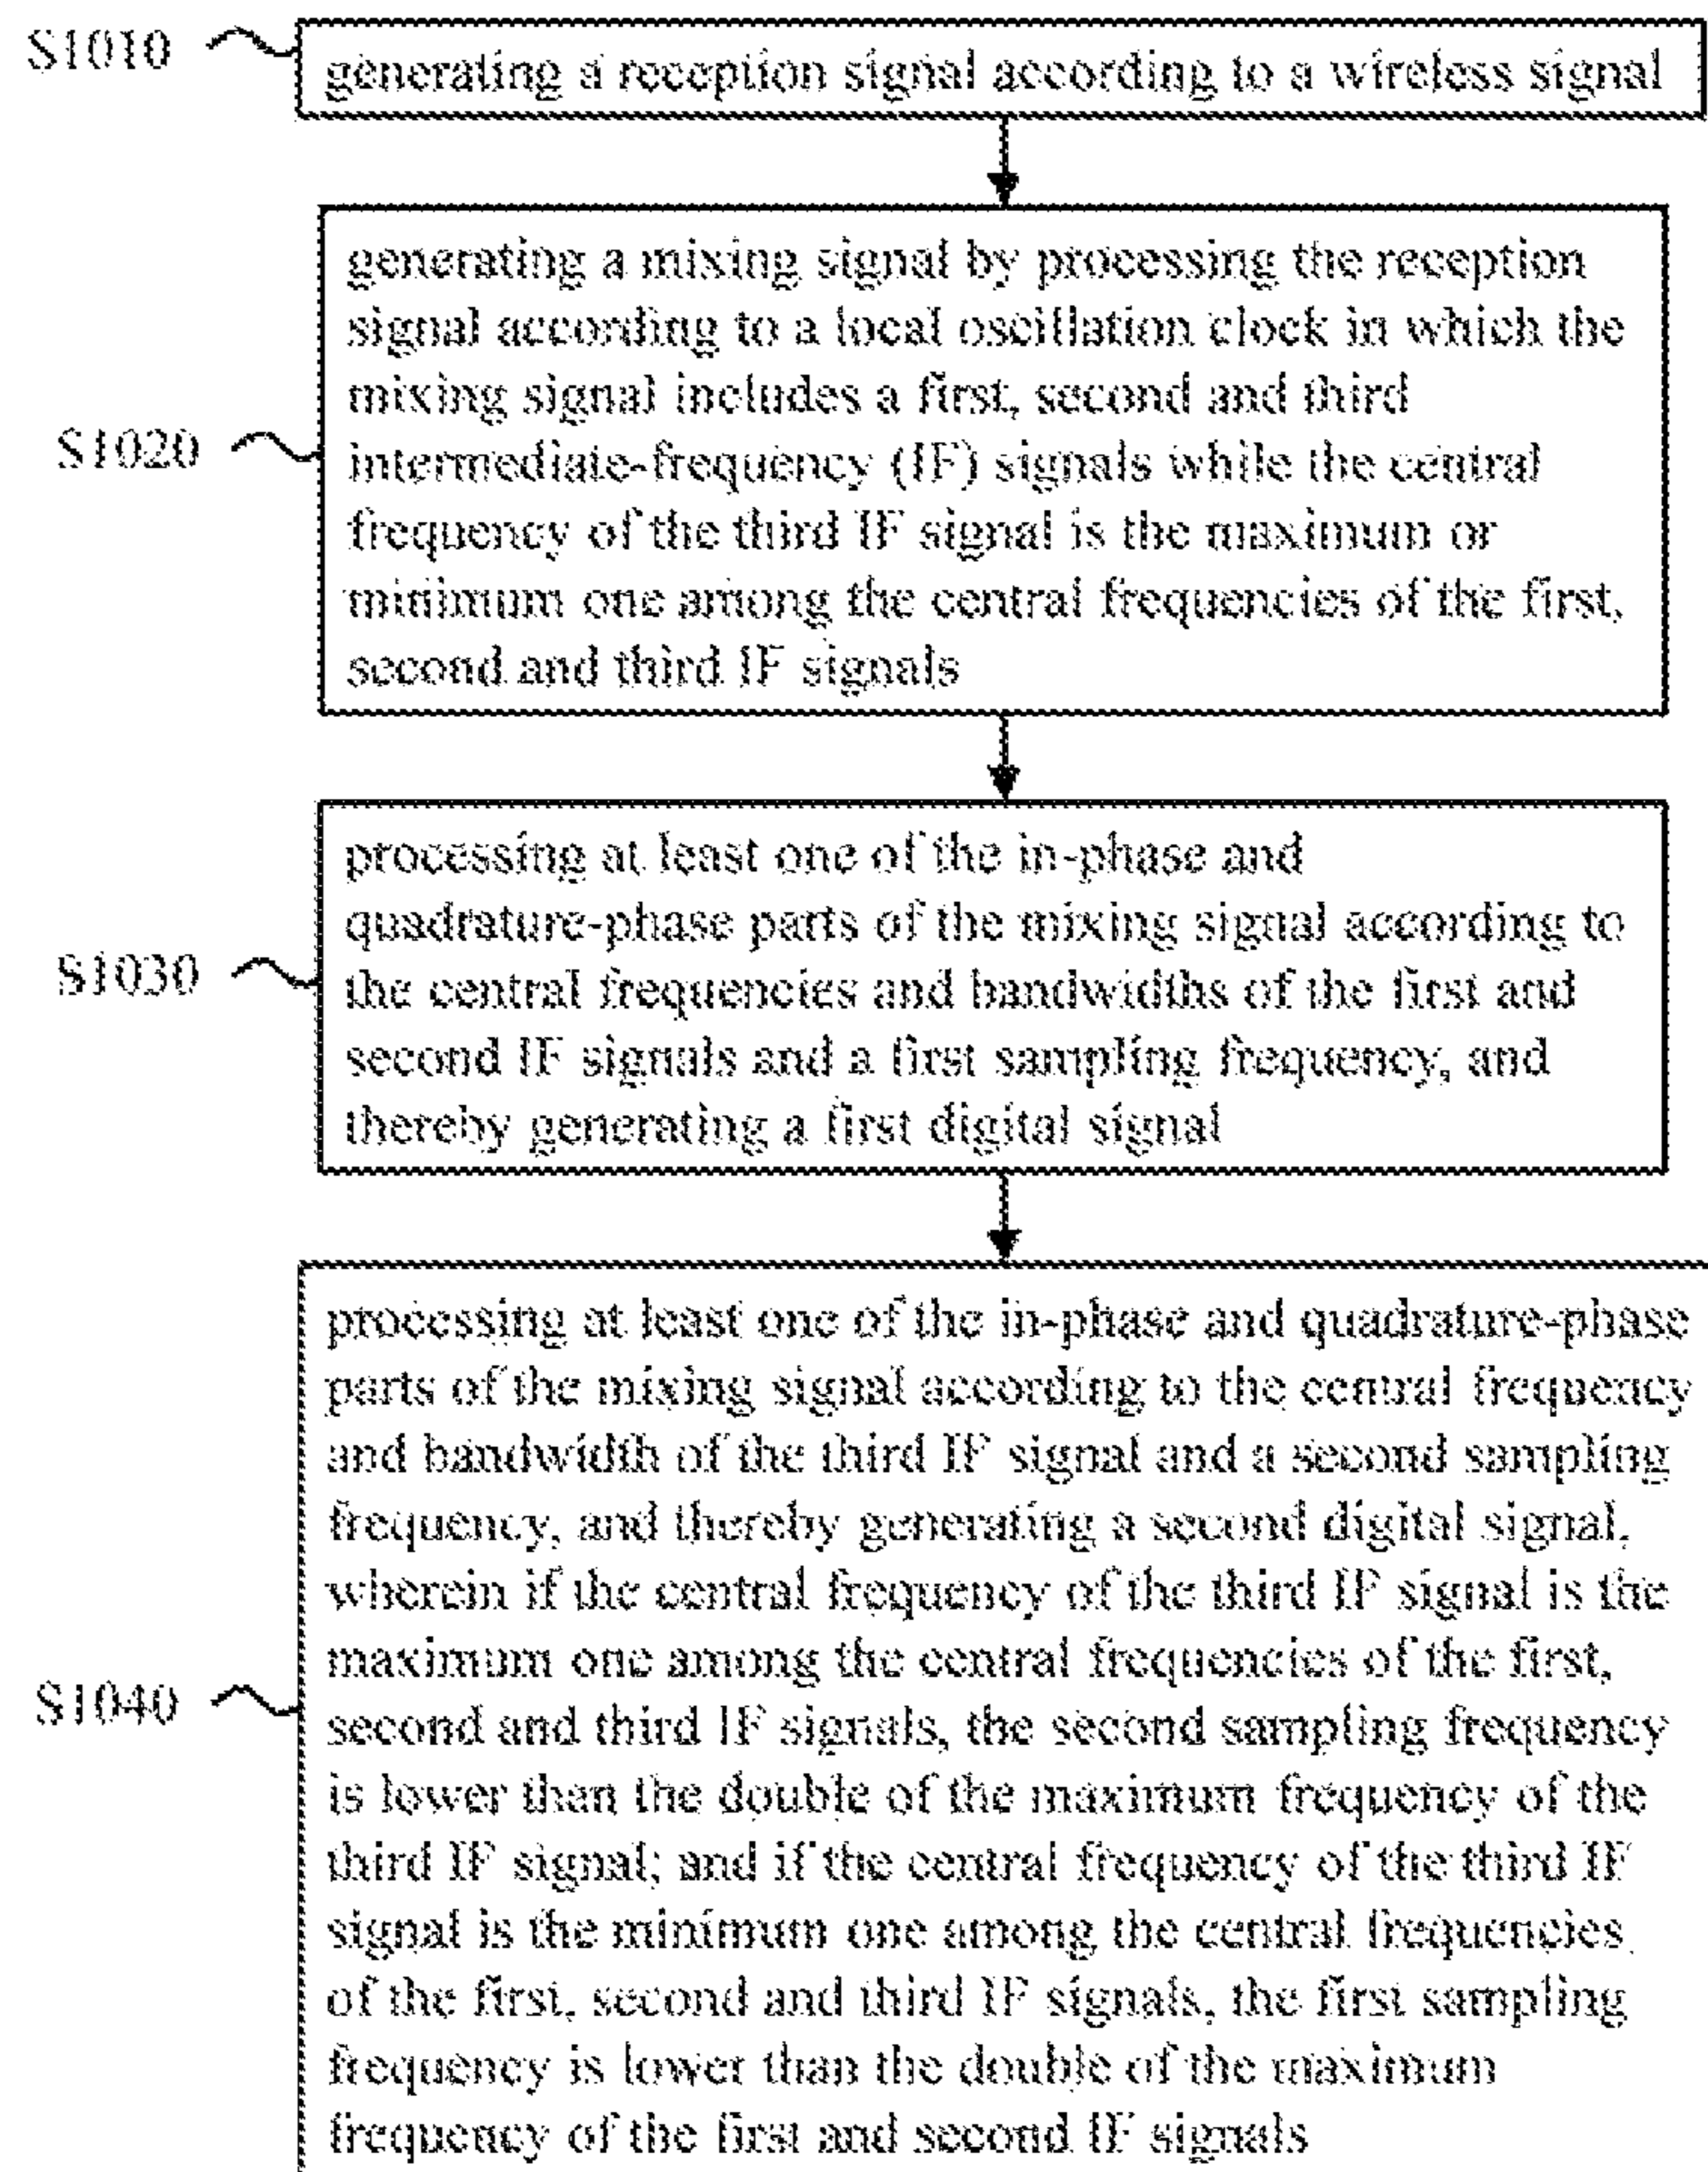 S1010
generating a reception signal according to a wireless signal
generating a mixing signal by processing the reception
signal according to a local oscillation clock in which the
mixing signal includes a first, second and third
S1020
intermediate-frequency (IF) signals while the central
frequency of the third IF signal is the maximum or
minimum one among the central frequencies of the first,
second and third IF signals
processing at least one of the in-phase and
quadrature-phase parts of the mixing signal according to
S1030
the central frequencies and bandwidths of the first and
second IF signals and a first sampling frequency, and
thereby generating a first digital signal
processing at least one of the in-phase and quadrature-phase
parts of the mixing signal according to the central frequency
and bandwidth of the third IF signal and a second sampling
frequency, and thereby generating a second digital signal,
wherein if the central frequency of the third IF signal is the
maximum one among the central frequencies of the first,
S1040
second and third IF signals, the second sampling frequency
is lower than the double of the maximum frequency of the
third IF signal; and if the central frequency of the third IF
signal is the minimum one among the central frequencies
of the first, second and third IF signals, the first sampling
frequency is lower than the double of the maximum
frequency of the first and second IF signals